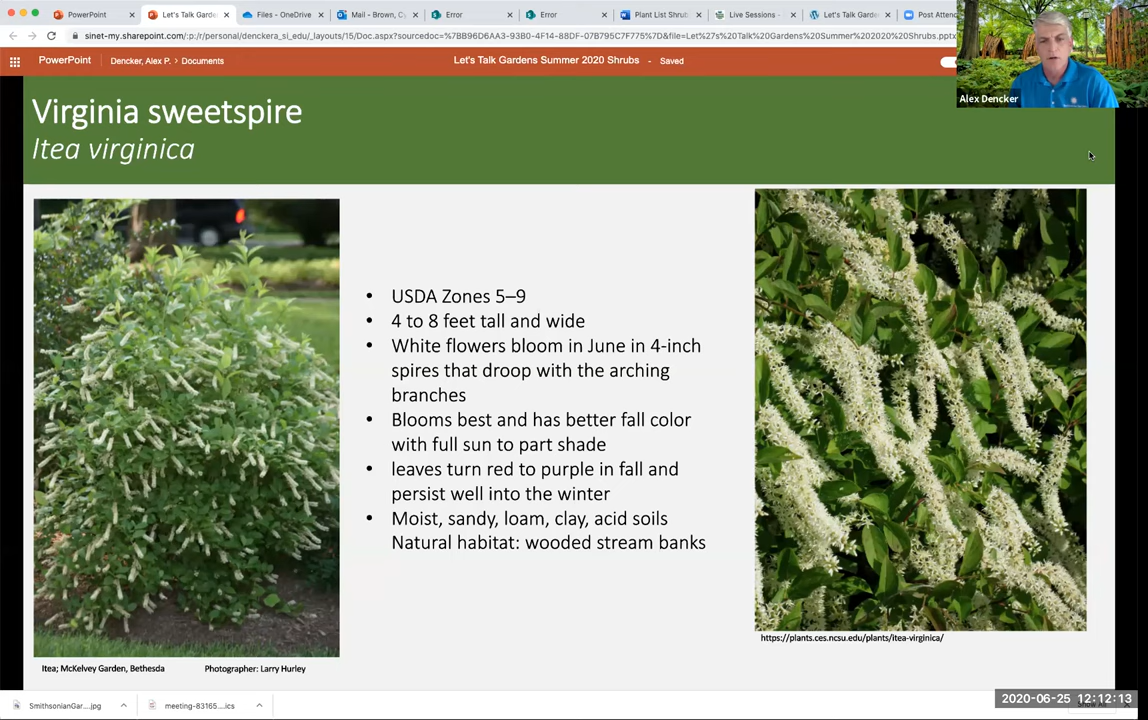 PowerPoint
Let's Talk Garden
Files - OneDrive
Mail - Brown, Cy
Error
Error
Plant List Shrub
Live Sessions -
Let's Talk Garden
Post Attend
sinet-my.sharepoint.com/:p:/r/personal/denckera_si_edu/_layouts/15/Doc.aspx?sourcedoc=%7BB96D6AA3-93B0-4F14-88DF-07B795C7F775%7D&file=Let%27s%20Talk%20Gardens%20Summer%202020%20Shrubs.pptx
PowerPoint
Dencker, Alex P. > Documents
Let's Talk Gardens Summer 2020 Shrubs - Saved
Alex Dencker
Virginia sweetspire
Itea virginica
• USDA Zones 5–9
• 4 to 8 feet tall and wide
• White flowers bloom in June in 4-inch
spires that droop with the arching
branches
• Blooms best and has better fall color
with full sun to part shade
• leaves turn red to purple in fall and
persist well into the winter
• Moist, sandy, loam, clay, acid soils
Natural habitat: wooded stream banks
https://plants.ces.ncsu.edu/plants/itea-virginica/
Itea; McKelvey Garden, Bethesda
Photographer: Larry Hurley
SmithsonianGar....jpg
meeting-83165....ics
2020-06-25 12:12:13